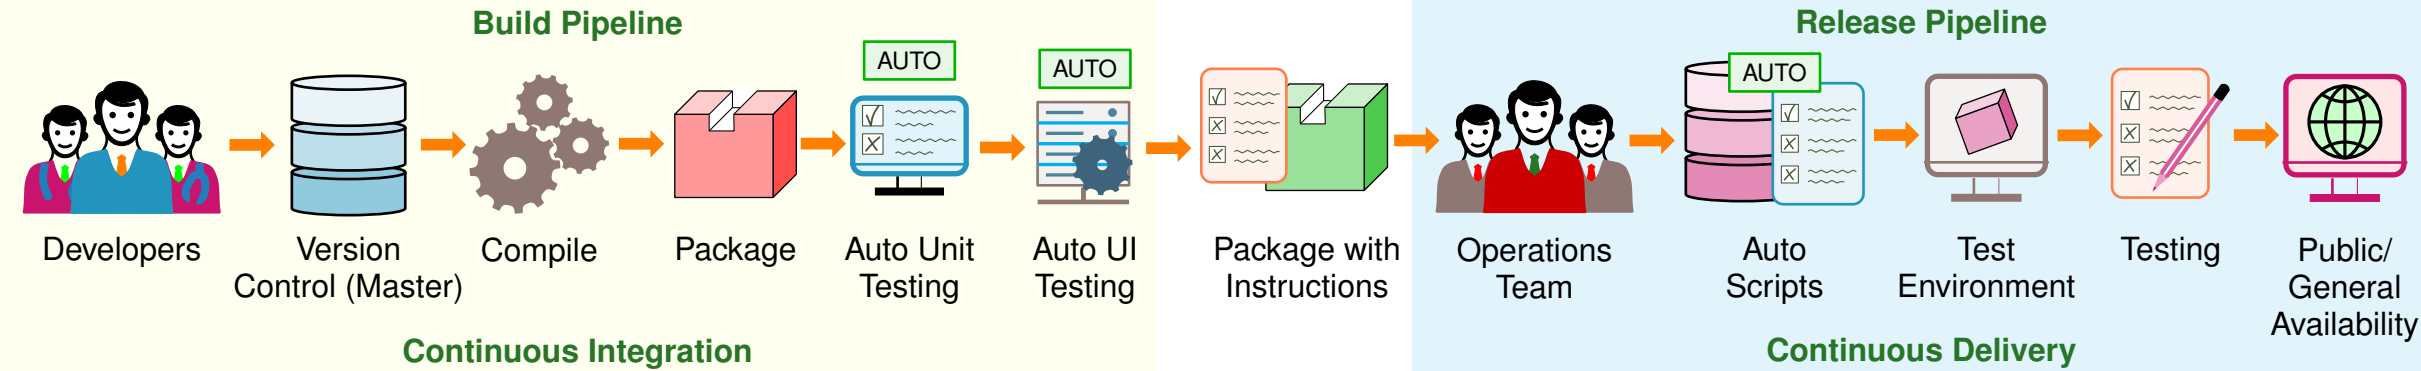 Build Pipeline
Release Pipeline
AUTO
AUTO
AUTO
Developers
Version
Control (Master)
Compile
Package
Auto Unit
Testing
Auto UI
Testing
Package with
Instructions
Operations
Team
Auto
Scripts
Test
Environment
Testing
Public/
General
Availability
Continuous Integration
Continuous Delivery